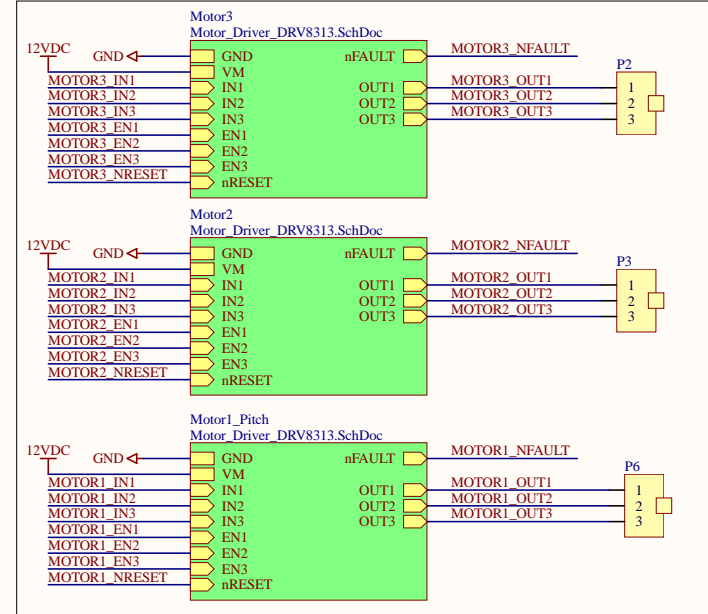 Motor3
Motor_Driver_DRV8313.SchDoc
12VDC GND GND nFAULT MOTOR3_NFAULT
VM P2
MOTOR3_IN1 IN1 OUT1 MOTOR3_OUT1 1
MOTOR3_IN2 IN2 OUT2 MOTOR3_OUT2 2
MOTOR3_IN3 IN3 OUT3 MOTOR3_OUT3 3
MOTOR3_EN1 EN1
MOTOR3_EN2 EN2
MOTOR3_EN3 EN3
MOTOR3_NRESET nRESET
Motor2
Motor_Driver_DRV8313.SchDoc
12VDC GND GND nFAULT MOTOR2_NFAULT
VM P3
MOTOR2_IN1 IN1 OUT1 MOTOR2_OUT1 1
MOTOR2_IN2 IN2 OUT2 MOTOR2_OUT2 2
MOTOR2_IN3 IN3 OUT3 MOTOR2_OUT3 3
MOTOR2_EN1 EN1
MOTOR2_EN2 EN2
MOTOR2_EN3 EN3
MOTOR2_NRESET nRESET
Motor1_Pitch
Motor_Driver_DRV8313.SchDoc
12VDC GND GND nFAULT MOTOR1_NFAULT
VM P6
MOTOR1_IN1 IN1 OUT1 MOTOR1_OUT1 1
MOTOR1_IN2 IN2 OUT2 MOTOR1_OUT2 2
MOTOR1_IN3 IN3 OUT3 MOTOR1_OUT3 3
MOTOR1_EN1 EN1
MOTOR1_EN2 EN2
MOTOR1_EN3 EN3
MOTOR1_NRESET nRESET